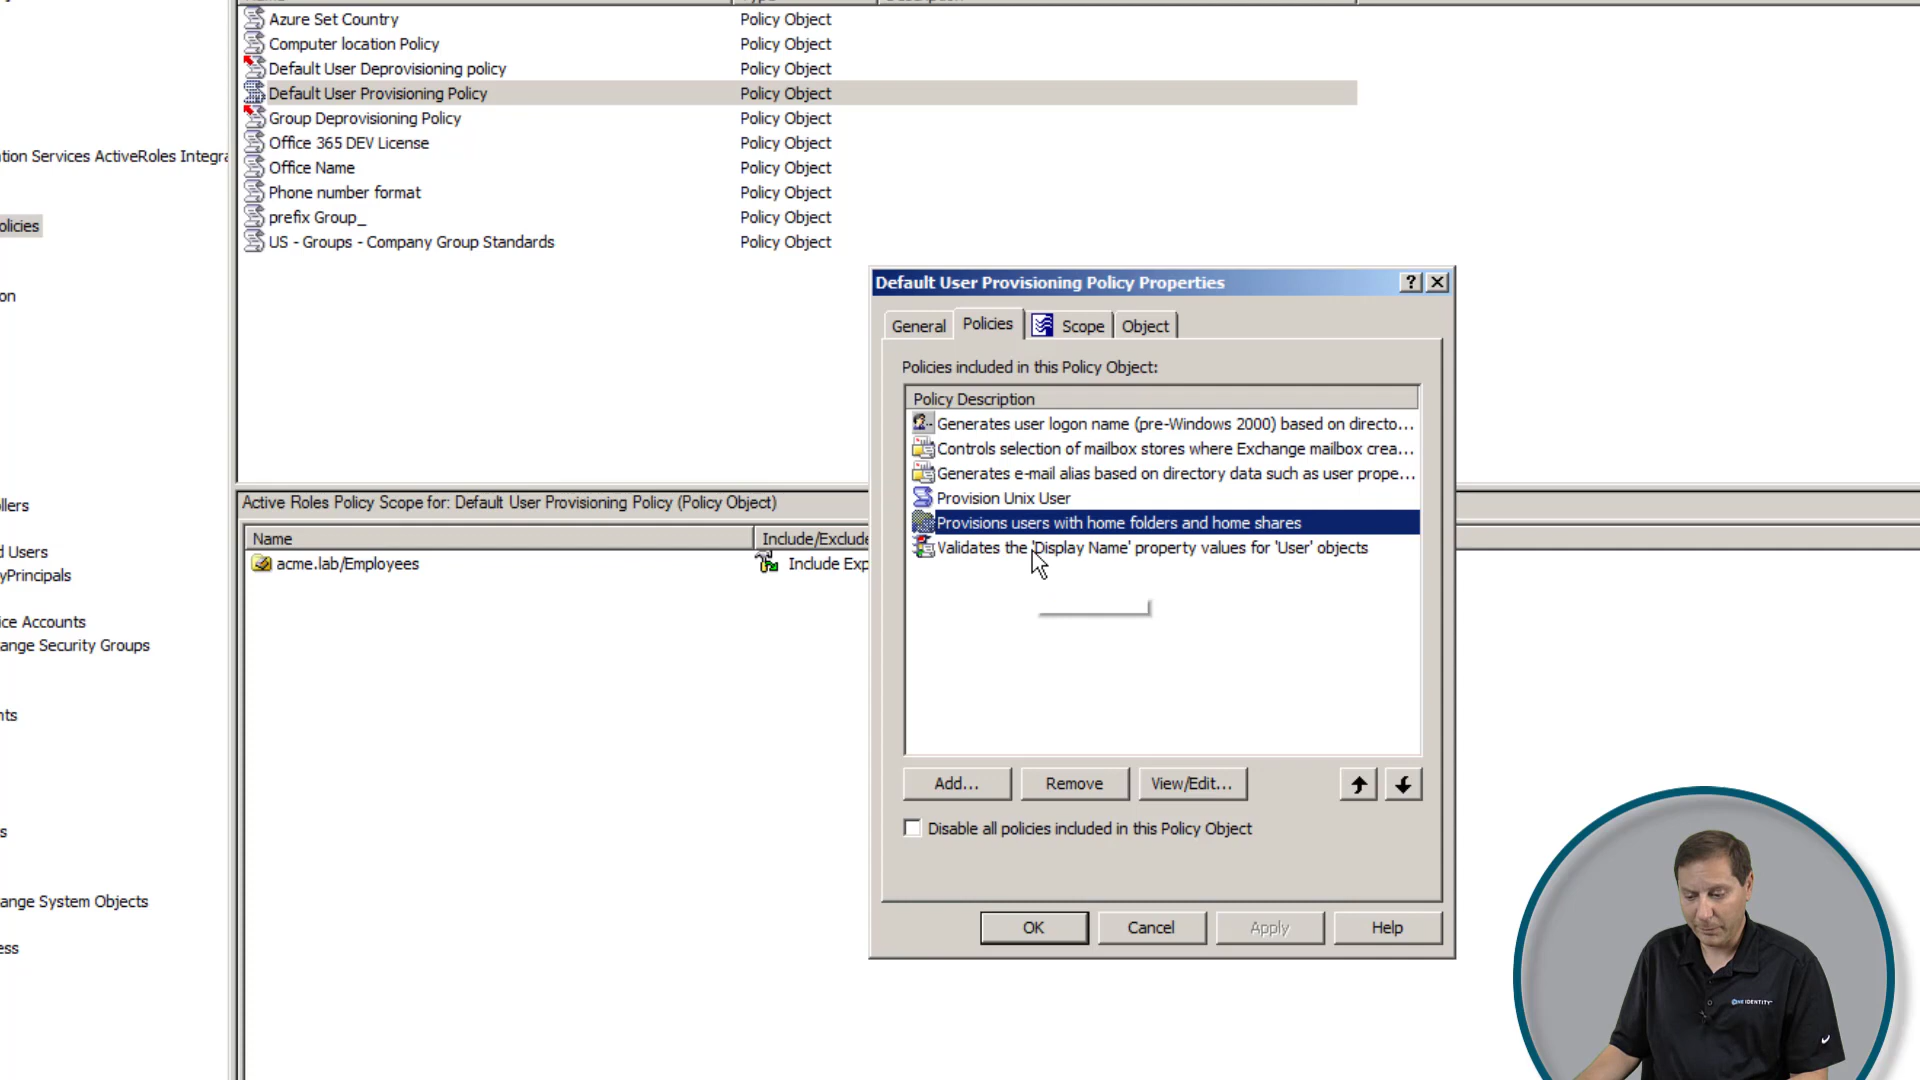 Azure Set Country Policy Object
Computer location Policy Policy Object
Default User Deprovisioning policy Policy Object
Default User Provisioning Policy Policy Object
Group Deprovisioning Policy Policy Object
Office 365 DEV License Policy Object
Office Name Policy Object
Phone number format Policy Object
prefix Group_ Policy Object
US - Groups - Company Group Standards Policy Object
tion Services ActiveRoles Integra
olicies
on
llers
d Users
yPrincipals
ice Accounts
ange Security Groups
nts
s
ange System Objects
ess
Active Roles Policy Scope for: Default User Provisioning Policy (Policy Object)
Name Include/Exclude
acme.lab/Employees Include Exp
Default User Provisioning Policy Properties
General Policies Scope Object
Policies included in this Policy Object:
Policy Description
Generates user logon name (pre-Windows 2000) based on directo...
Controls selection of mailbox stores where Exchange mailbox crea...
Generates e-mail alias based on directory data such as user prope...
Provision Unix User
Provisions users with home folders and home shares
Validates the 'Display Name' property values for 'User' objects
Add... Remove View/Edit...
Disable all policies included in this Policy Object
OK Cancel Apply Help
ONE IDENTITY